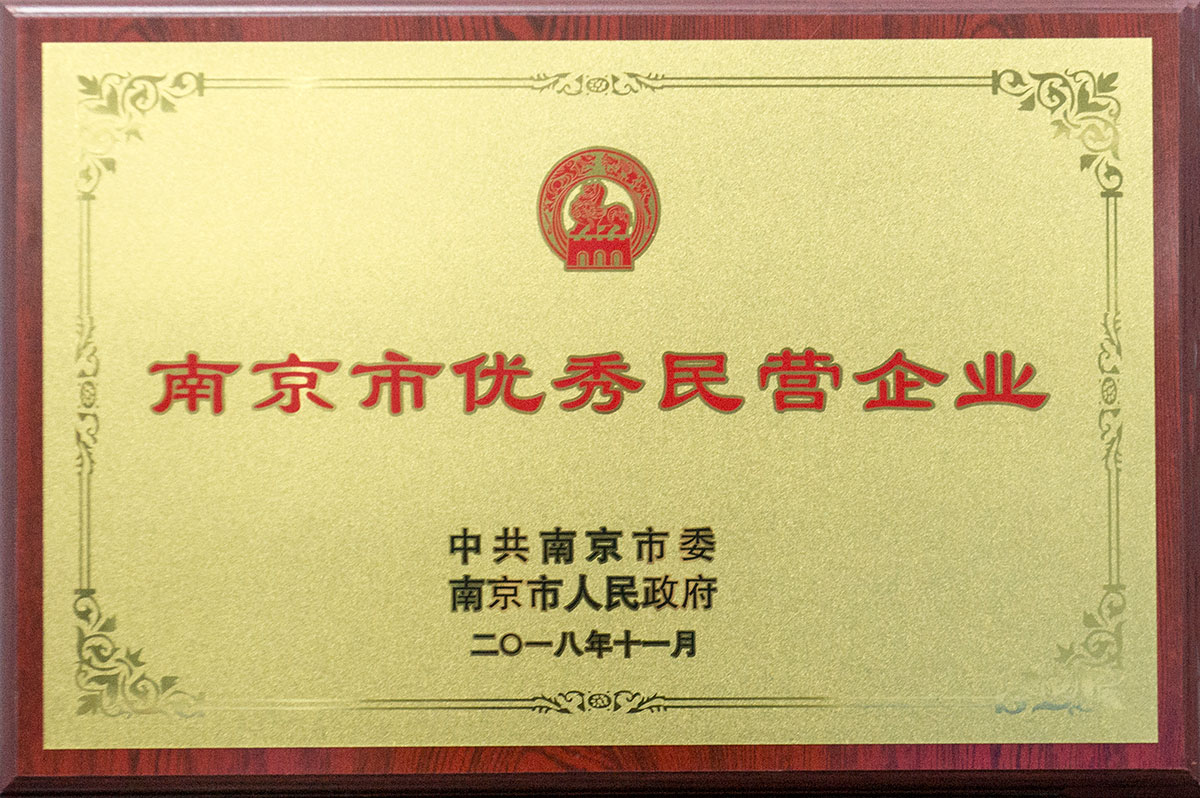 南京市优秀民营企业
中共南京市委
南京市人民政府
二〇一八年十一月